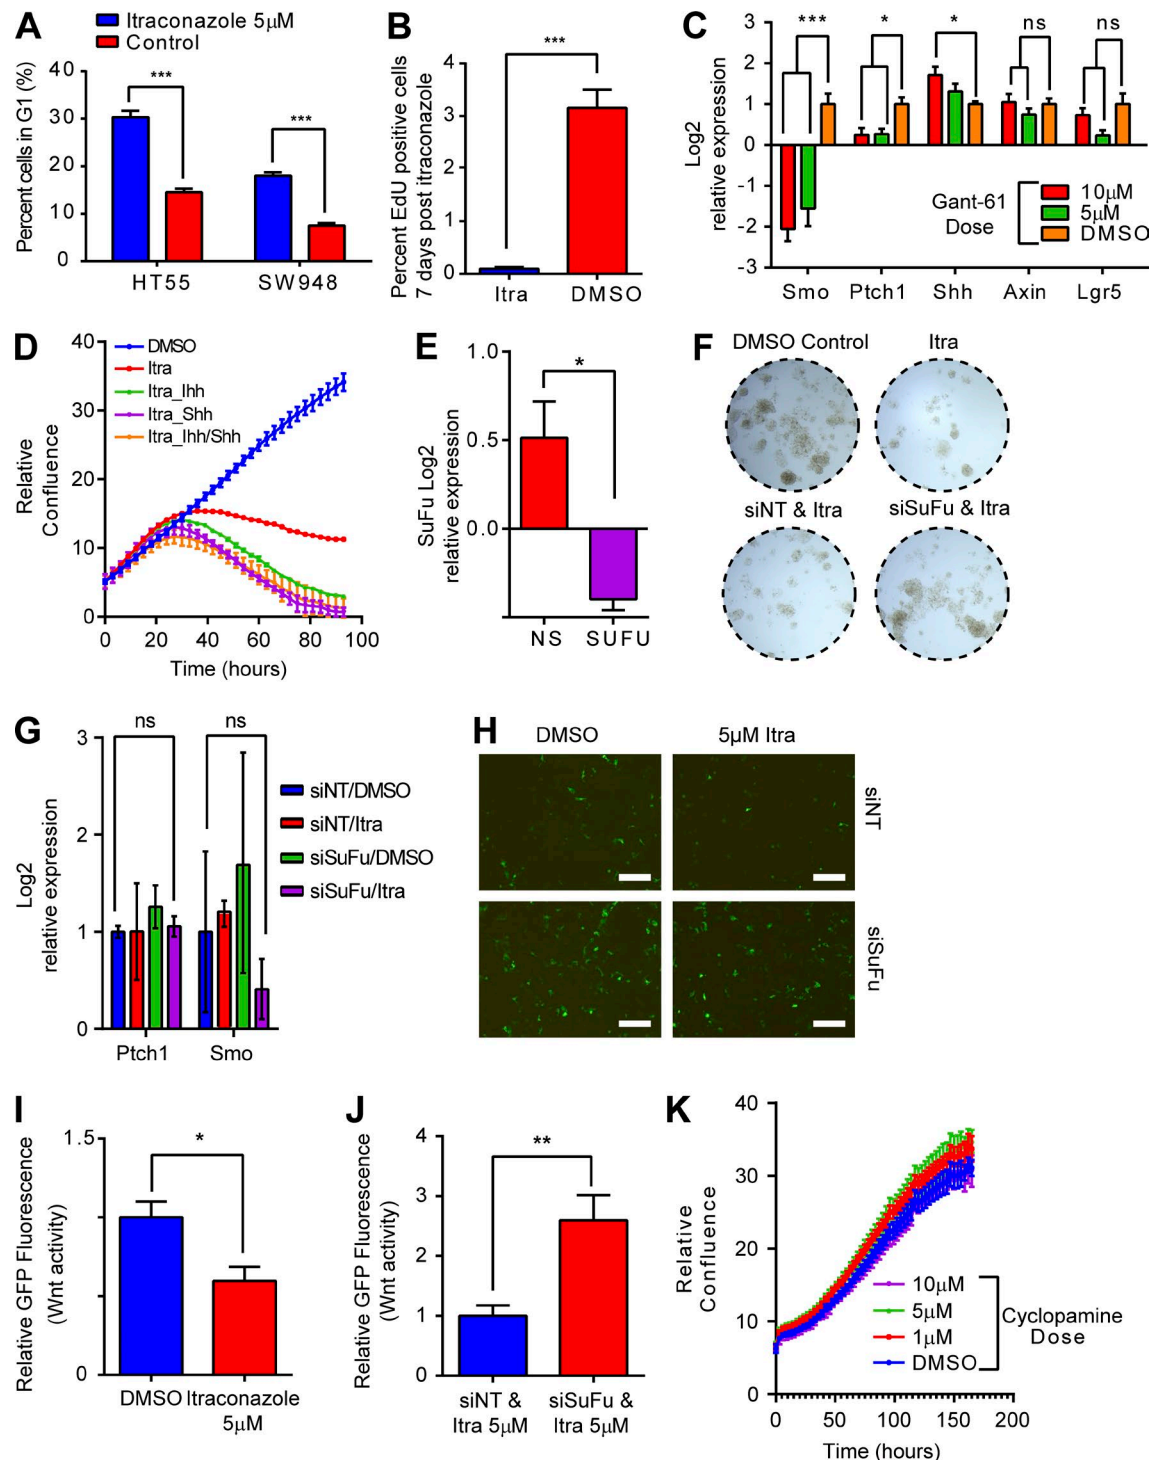 A
Itraconazole 5μM
Control
Percent cells in G1 (%)
40
30
20
10
0
***
***
HT55
SW948
B
Percent EdU positive cells
7 days post itraconazole
4
3
2
1
0
***
Itra
DMSO
C
Log2
relative expression
3
2
1
0
-1
-2
-3
***
*
*
ns
ns
Gant-61
Dose
10μM
5μM
DMSO
Smo
Ptch1
Shh
Axin
Lgr5
D
Relative
Confluence
40
30
20
10
0
DMSO
Itra
Itra_Ihh
Itra_Shh
Itra_Ihh/Shh
0
20
40
60
80
100
Time (hours)
E
SuFu Log2
relative expression
1.0
0.5
0.0
*
NS
SUFU
F
DMSO Control
Itra
siNT & Itra
siSuFu & Itra
G
Log2
relative expression
3
2
1
0
ns
ns
siNT/DMSO
siNT/Itra
siSuFu/DMSO
siSuFu/Itra
Ptch1
Smo
H
DMSO
5μM Itra
siNT
siSuFu
I
Relative GFP Fluorescence
(Wnt activity)
1.5
0
*
DMSO
Itraconazole
5μM
J
Relative GFP Fluorescence
(Wnt activity)
4
3
2
1
0
**
siNT &
Itra 5μM
siSuFu &
Itra 5μM
K
Relative
Confluence
40
30
20
10
0
10μM
5μM
1μM
DMSO
Cyclopamine
Dose
0
50
100
150
200
Time (hours)